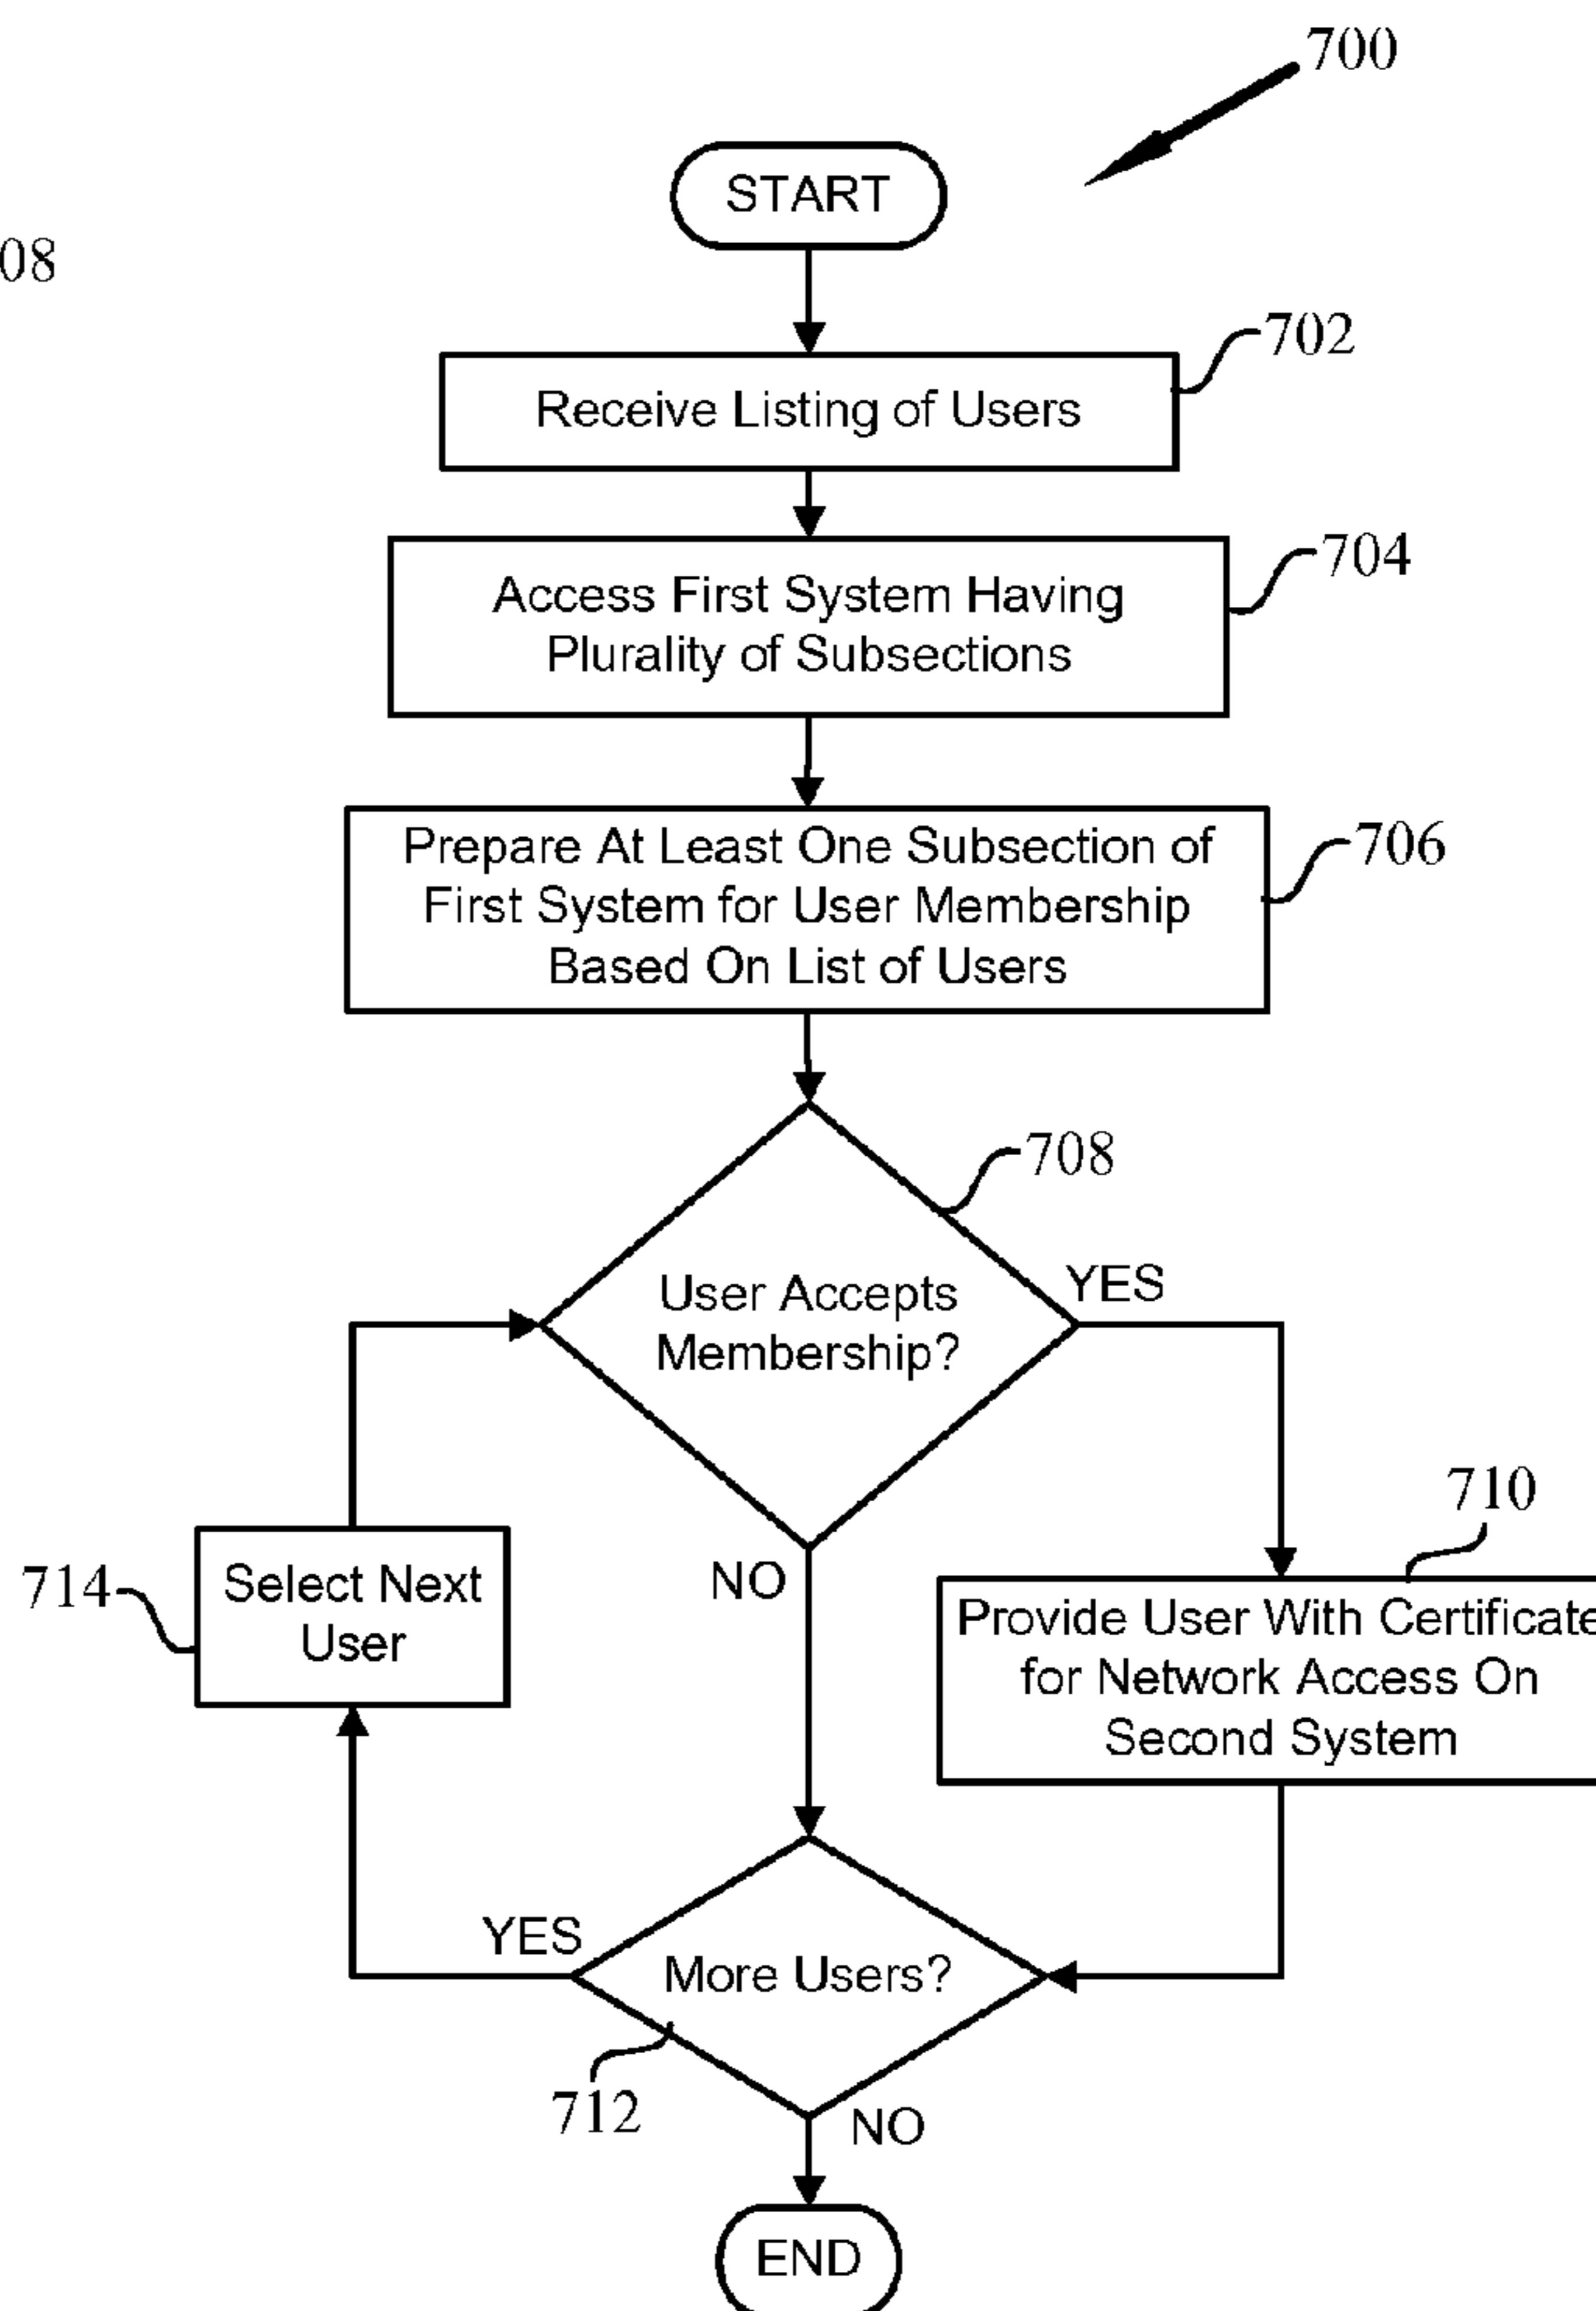 700
START
08
702
Receive Listing of Users
704
Access First System Having
Plurality of Subsections
706
Prepare At Least One Subsection of
First System for User Membership
Based On List of Users
708
User Accepts
Membership?
YES
NO
710
Provide User With Certificate
for Network Access On
Second System
714
Select Next
User
YES
More Users?
712
NO
END